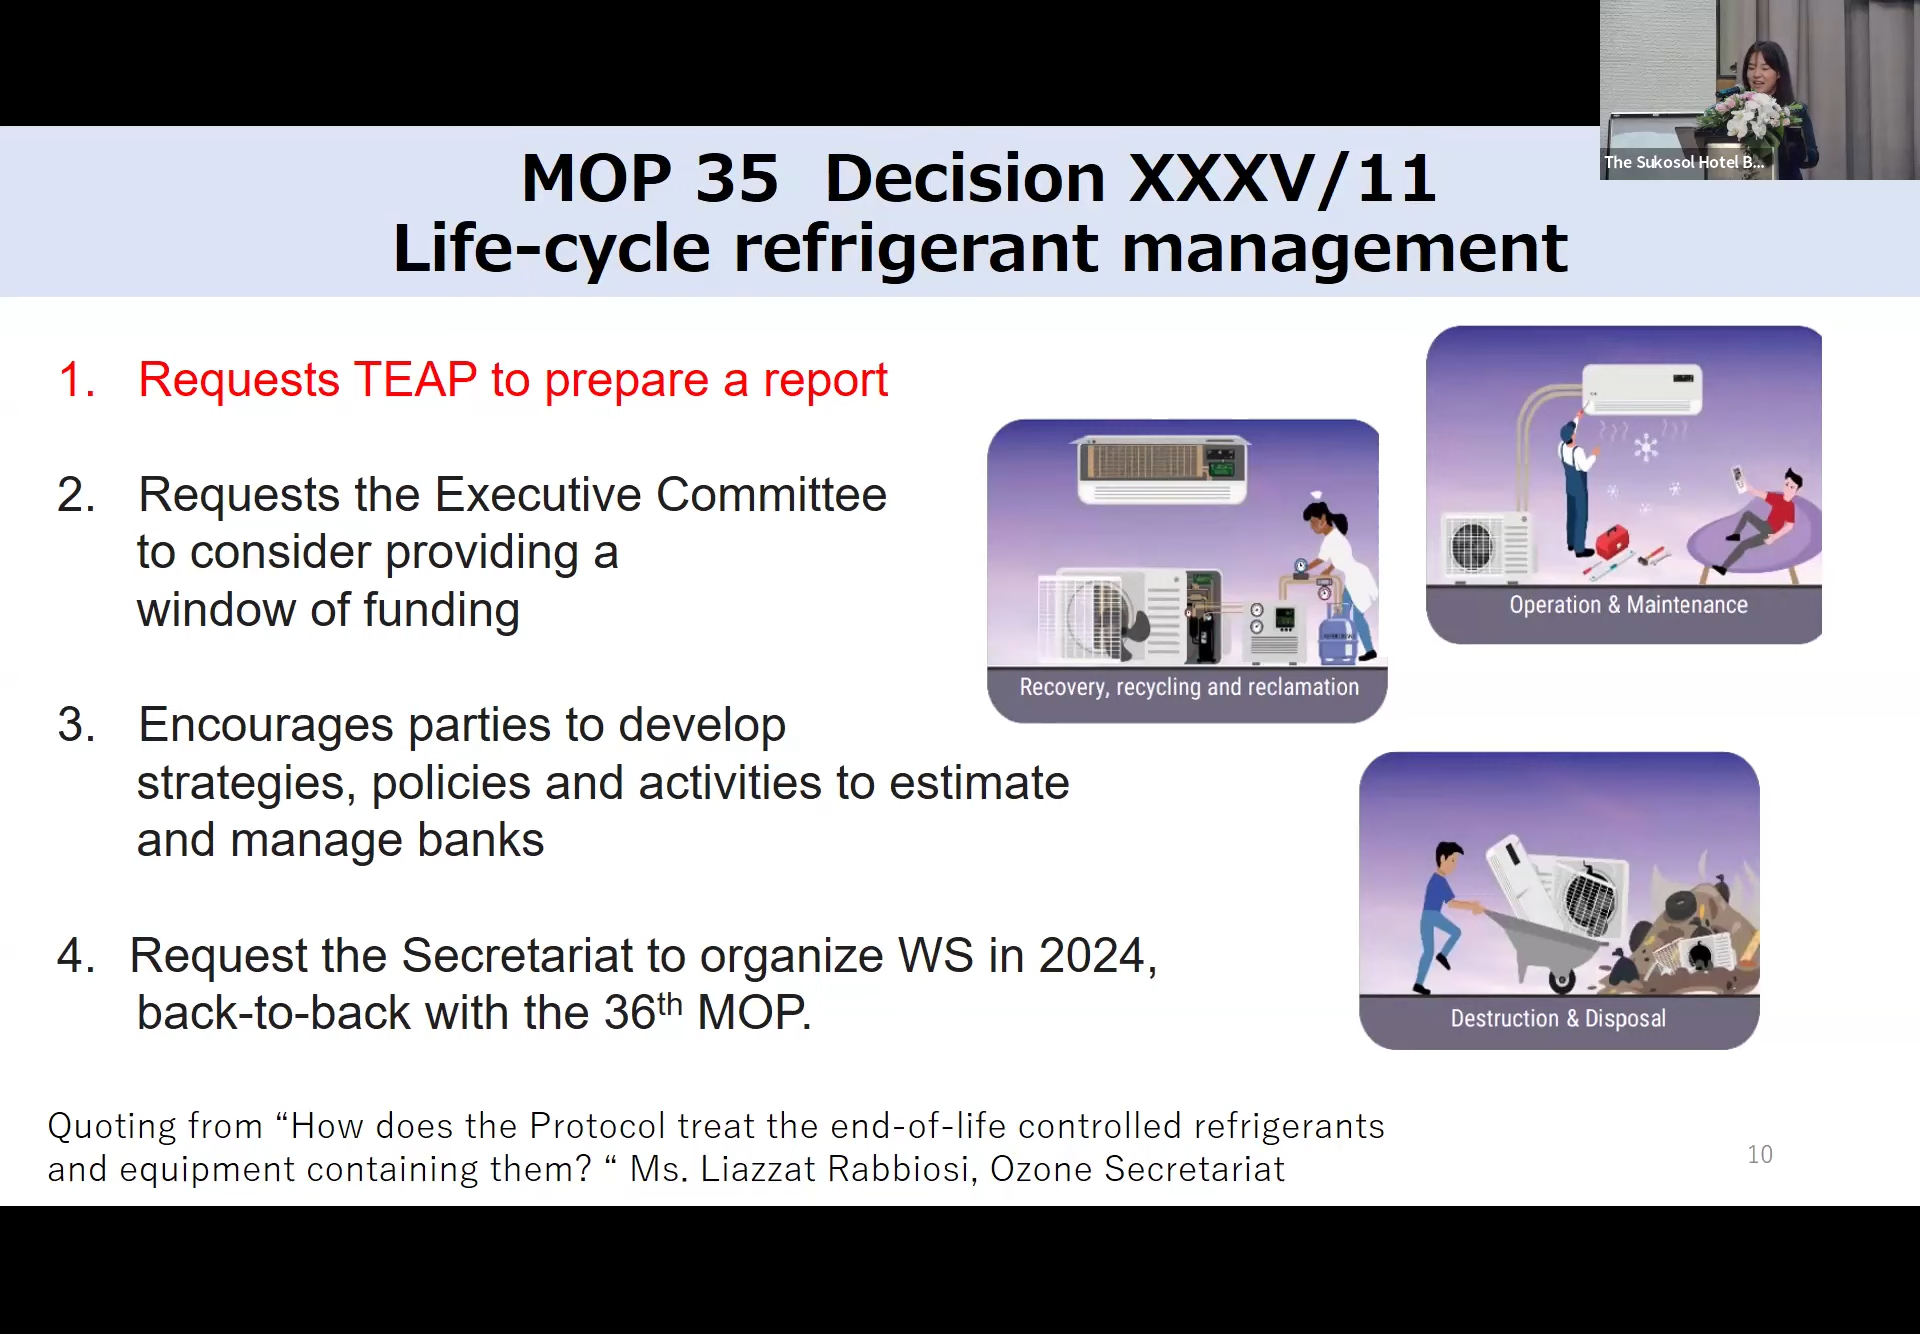 The Sukosol Hotel B...
MOP 35 Decision XXXV/11
Life-cycle refrigerant management
1. Requests TEAP to prepare a report
2. Requests the Executive Committee
to consider providing a
window of funding
3. Encourages parties to develop
strategies, policies and activities to estimate
and manage banks
4. Request the Secretariat to organize WS in 2024,
back-to-back with the 36th MOP.
Operation & Maintenance
Recovery, recycling and reclamation
Destruction & Disposal
Quoting from “How does the Protocol treat the end-of-life controlled refrigerants
and equipment containing them? “ Ms. Liazzat Rabbiosi, Ozone Secretariat
10